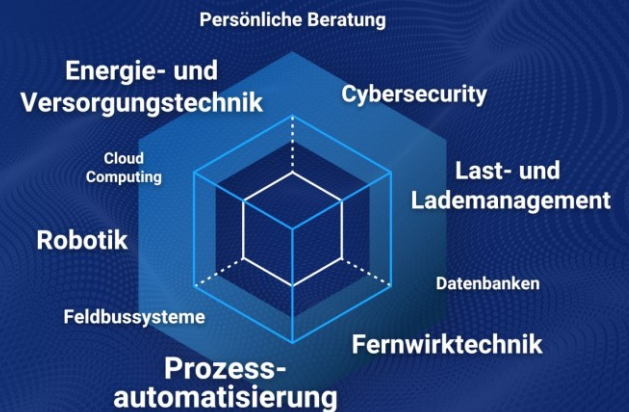 Persönliche Beratung
Energie- und
Versorgungstechnik
Cybersecurity
Cloud
Computing
Last- und
Lademanagement
Robotik
Datenbanken
Feldbussysteme
Fernwirktechnik
Prozess-
automatisierung